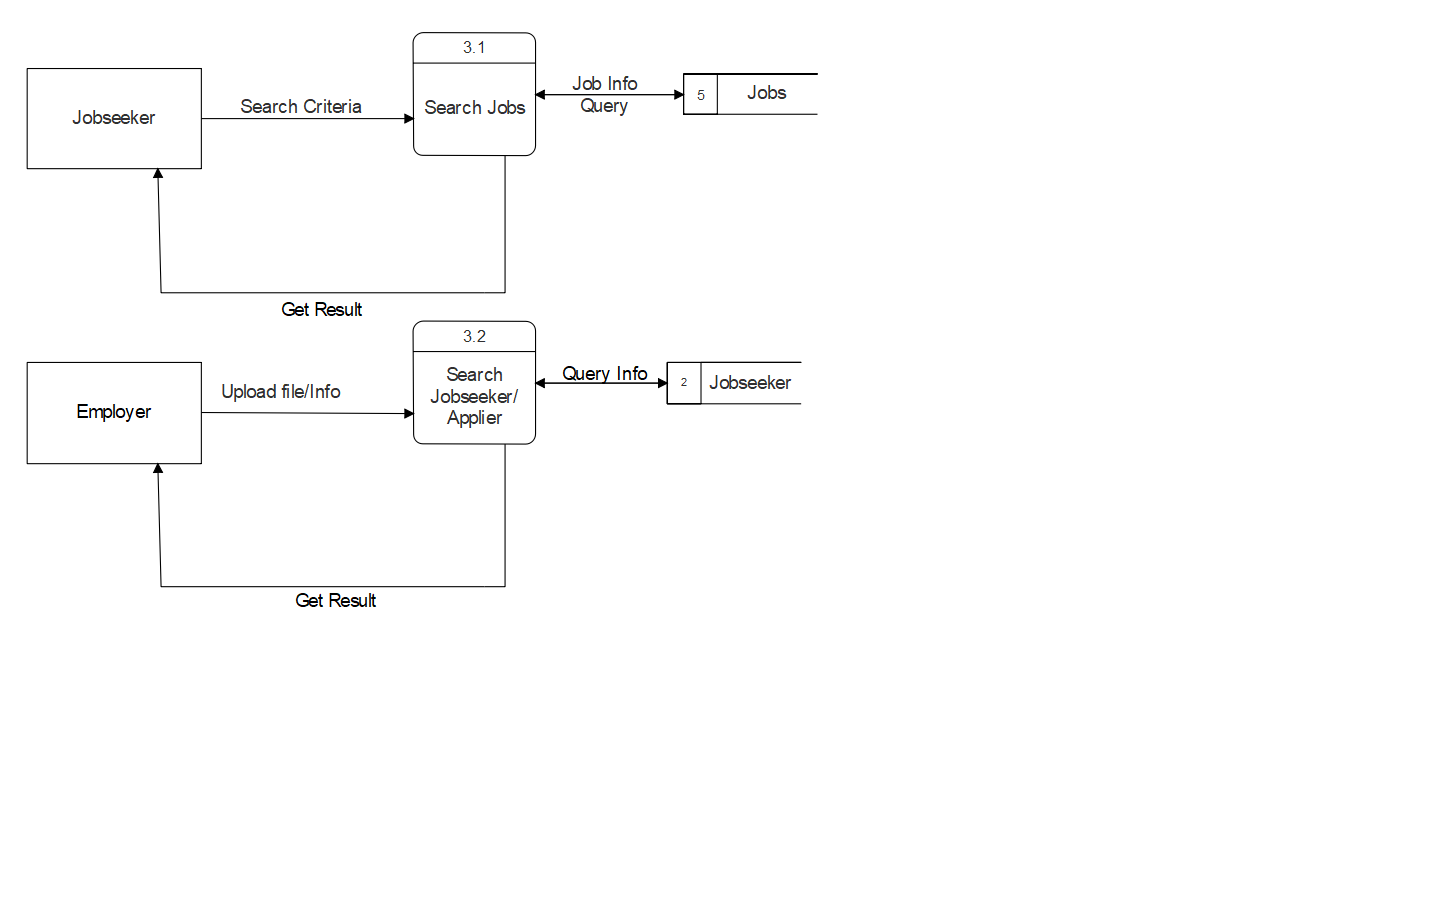 3.1
Jobseeker
Search Criteria
Search Jobs
Job Info
Query
5
Jobs
Get Result
3.2
Employer
Upload file/Info
Search
Jobseeker/
Applier
Query Info
2
Jobseeker
Get Result